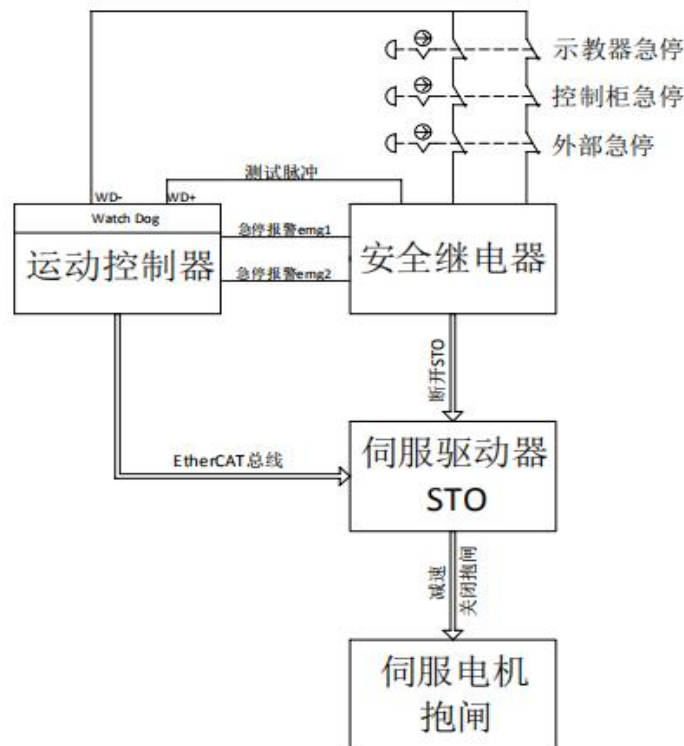 示教器急停
控制柜急停
外部急停
测试脉冲
WD-
WD+
Watch Dog
运动控制器
急停报警emg1
急停报警emg2
安全继电器
断开STO
EtherCAT总线
伺服驱动器
STO
减速
关闭抱闸
伺服电机
抱闸